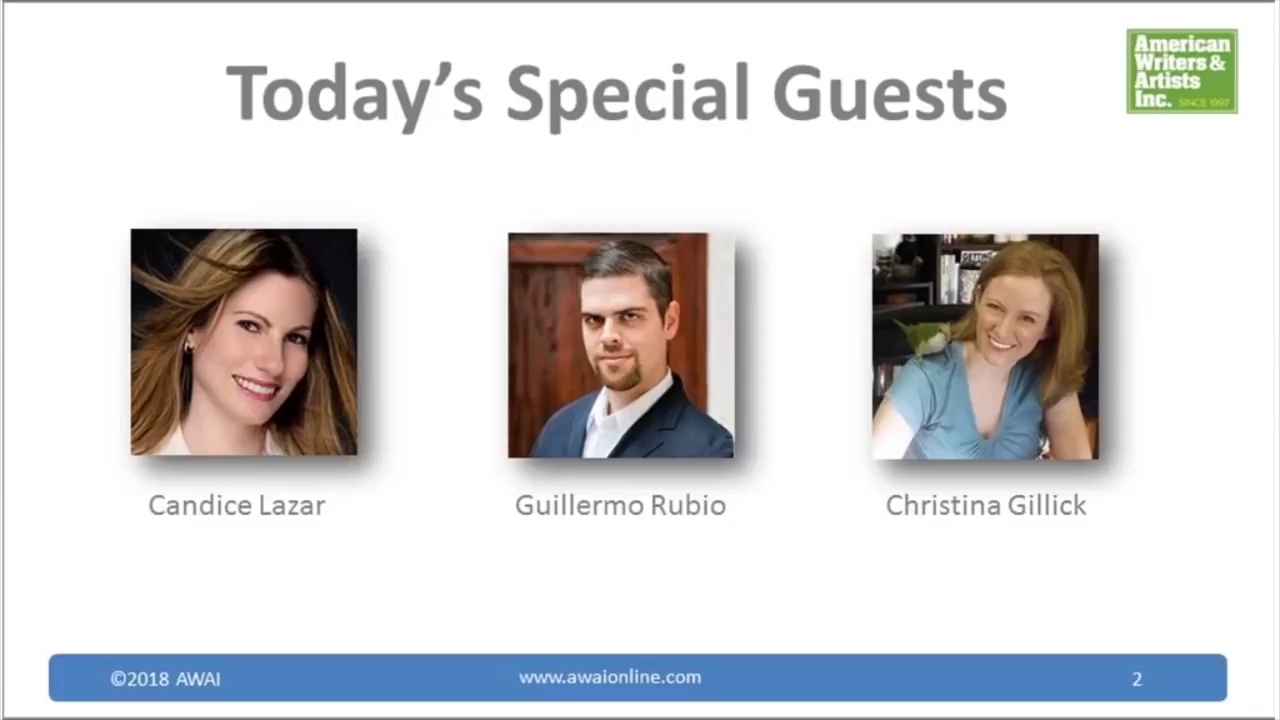 Today's Special Guests
American
Writers &
Artists
Inc. SINCE 1997
Candice Lazar
Guillermo Rubio
Christina Gillick
©2018 AWAI
www.awaionline.com
2